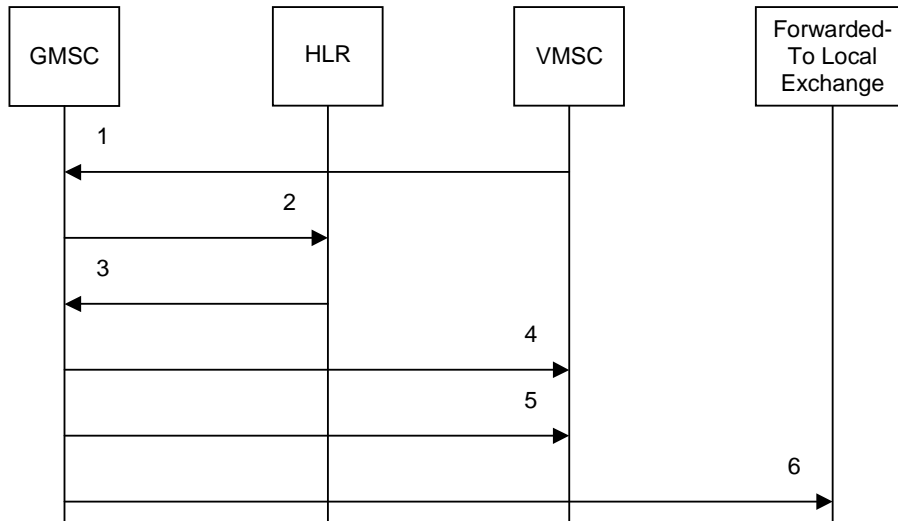 GMSC
HLR
VMSC
Forwarded-
To Local
Exchange
1
2
3
4
5
6